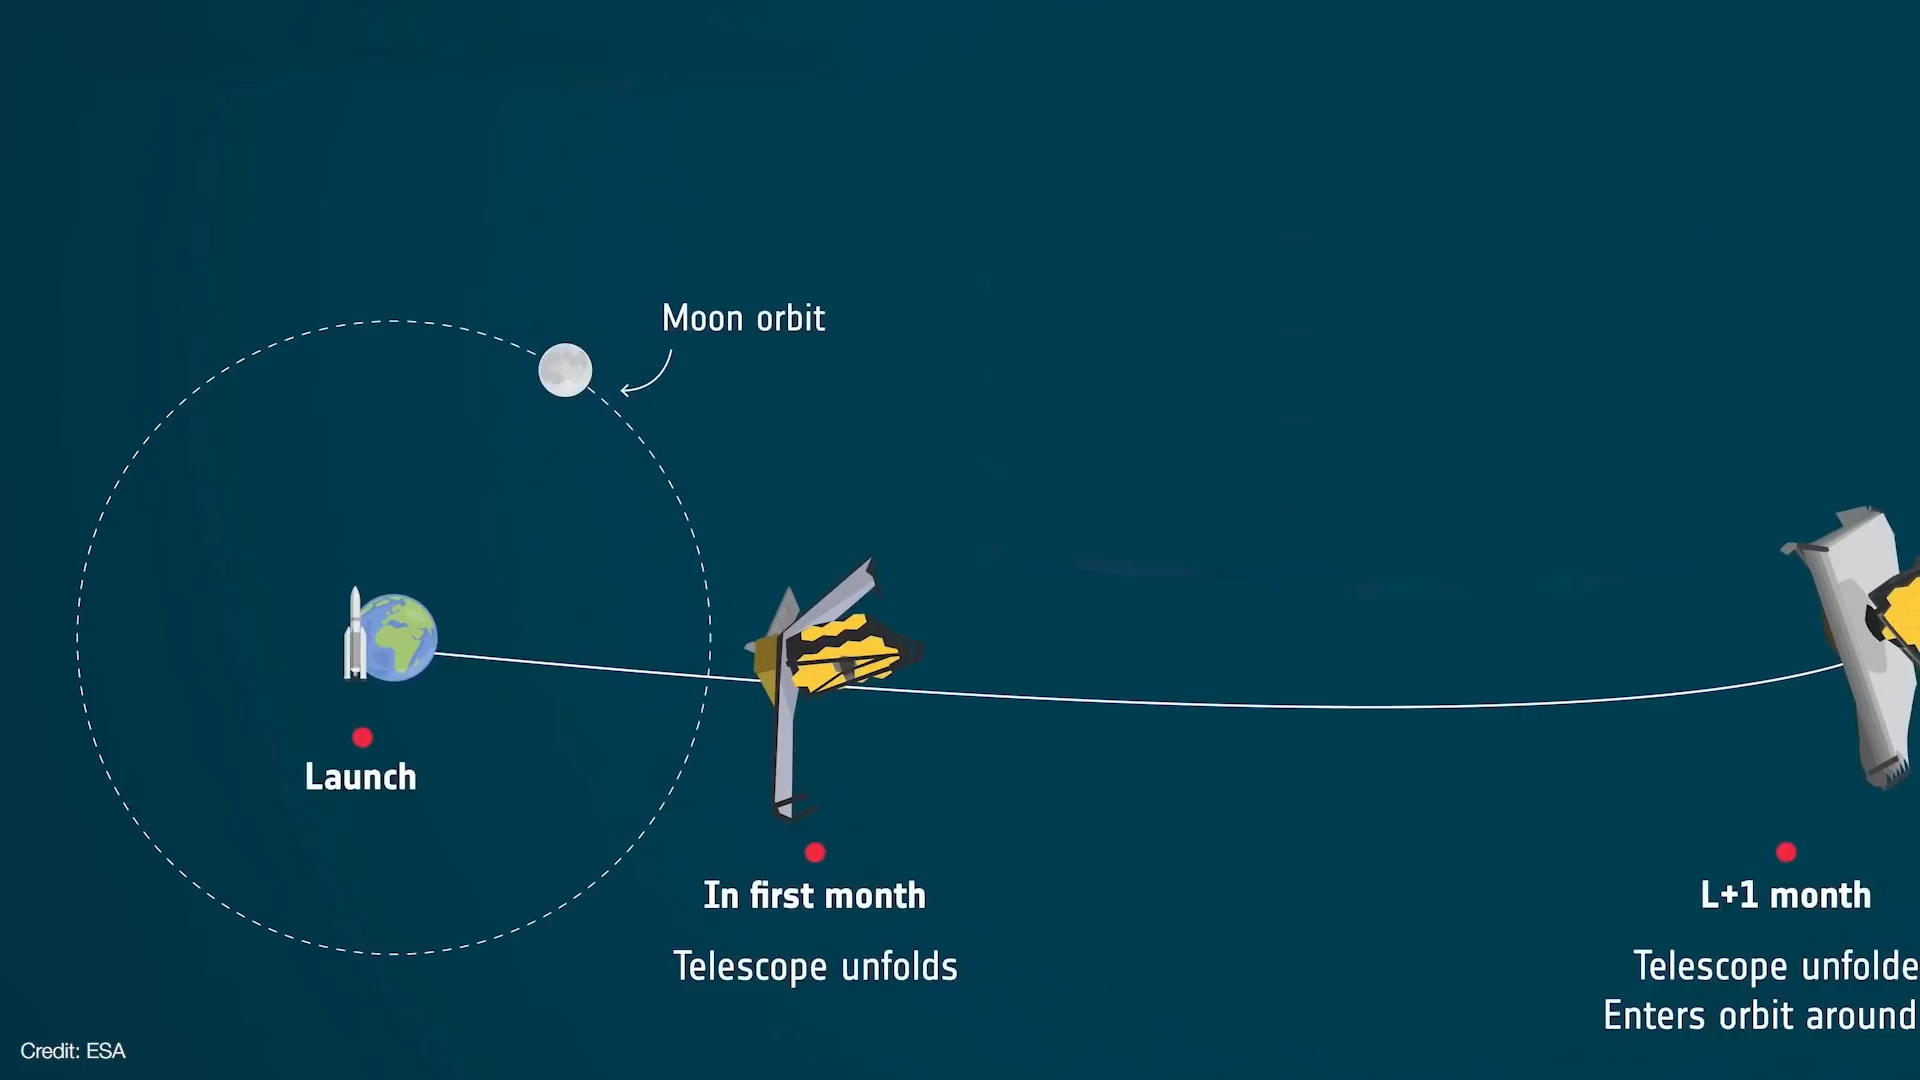 Moon orbit
Launch
In first month
Telescope unfolds
L+1 month
Telescope unfolde
Enters orbit around
Credit: ESA